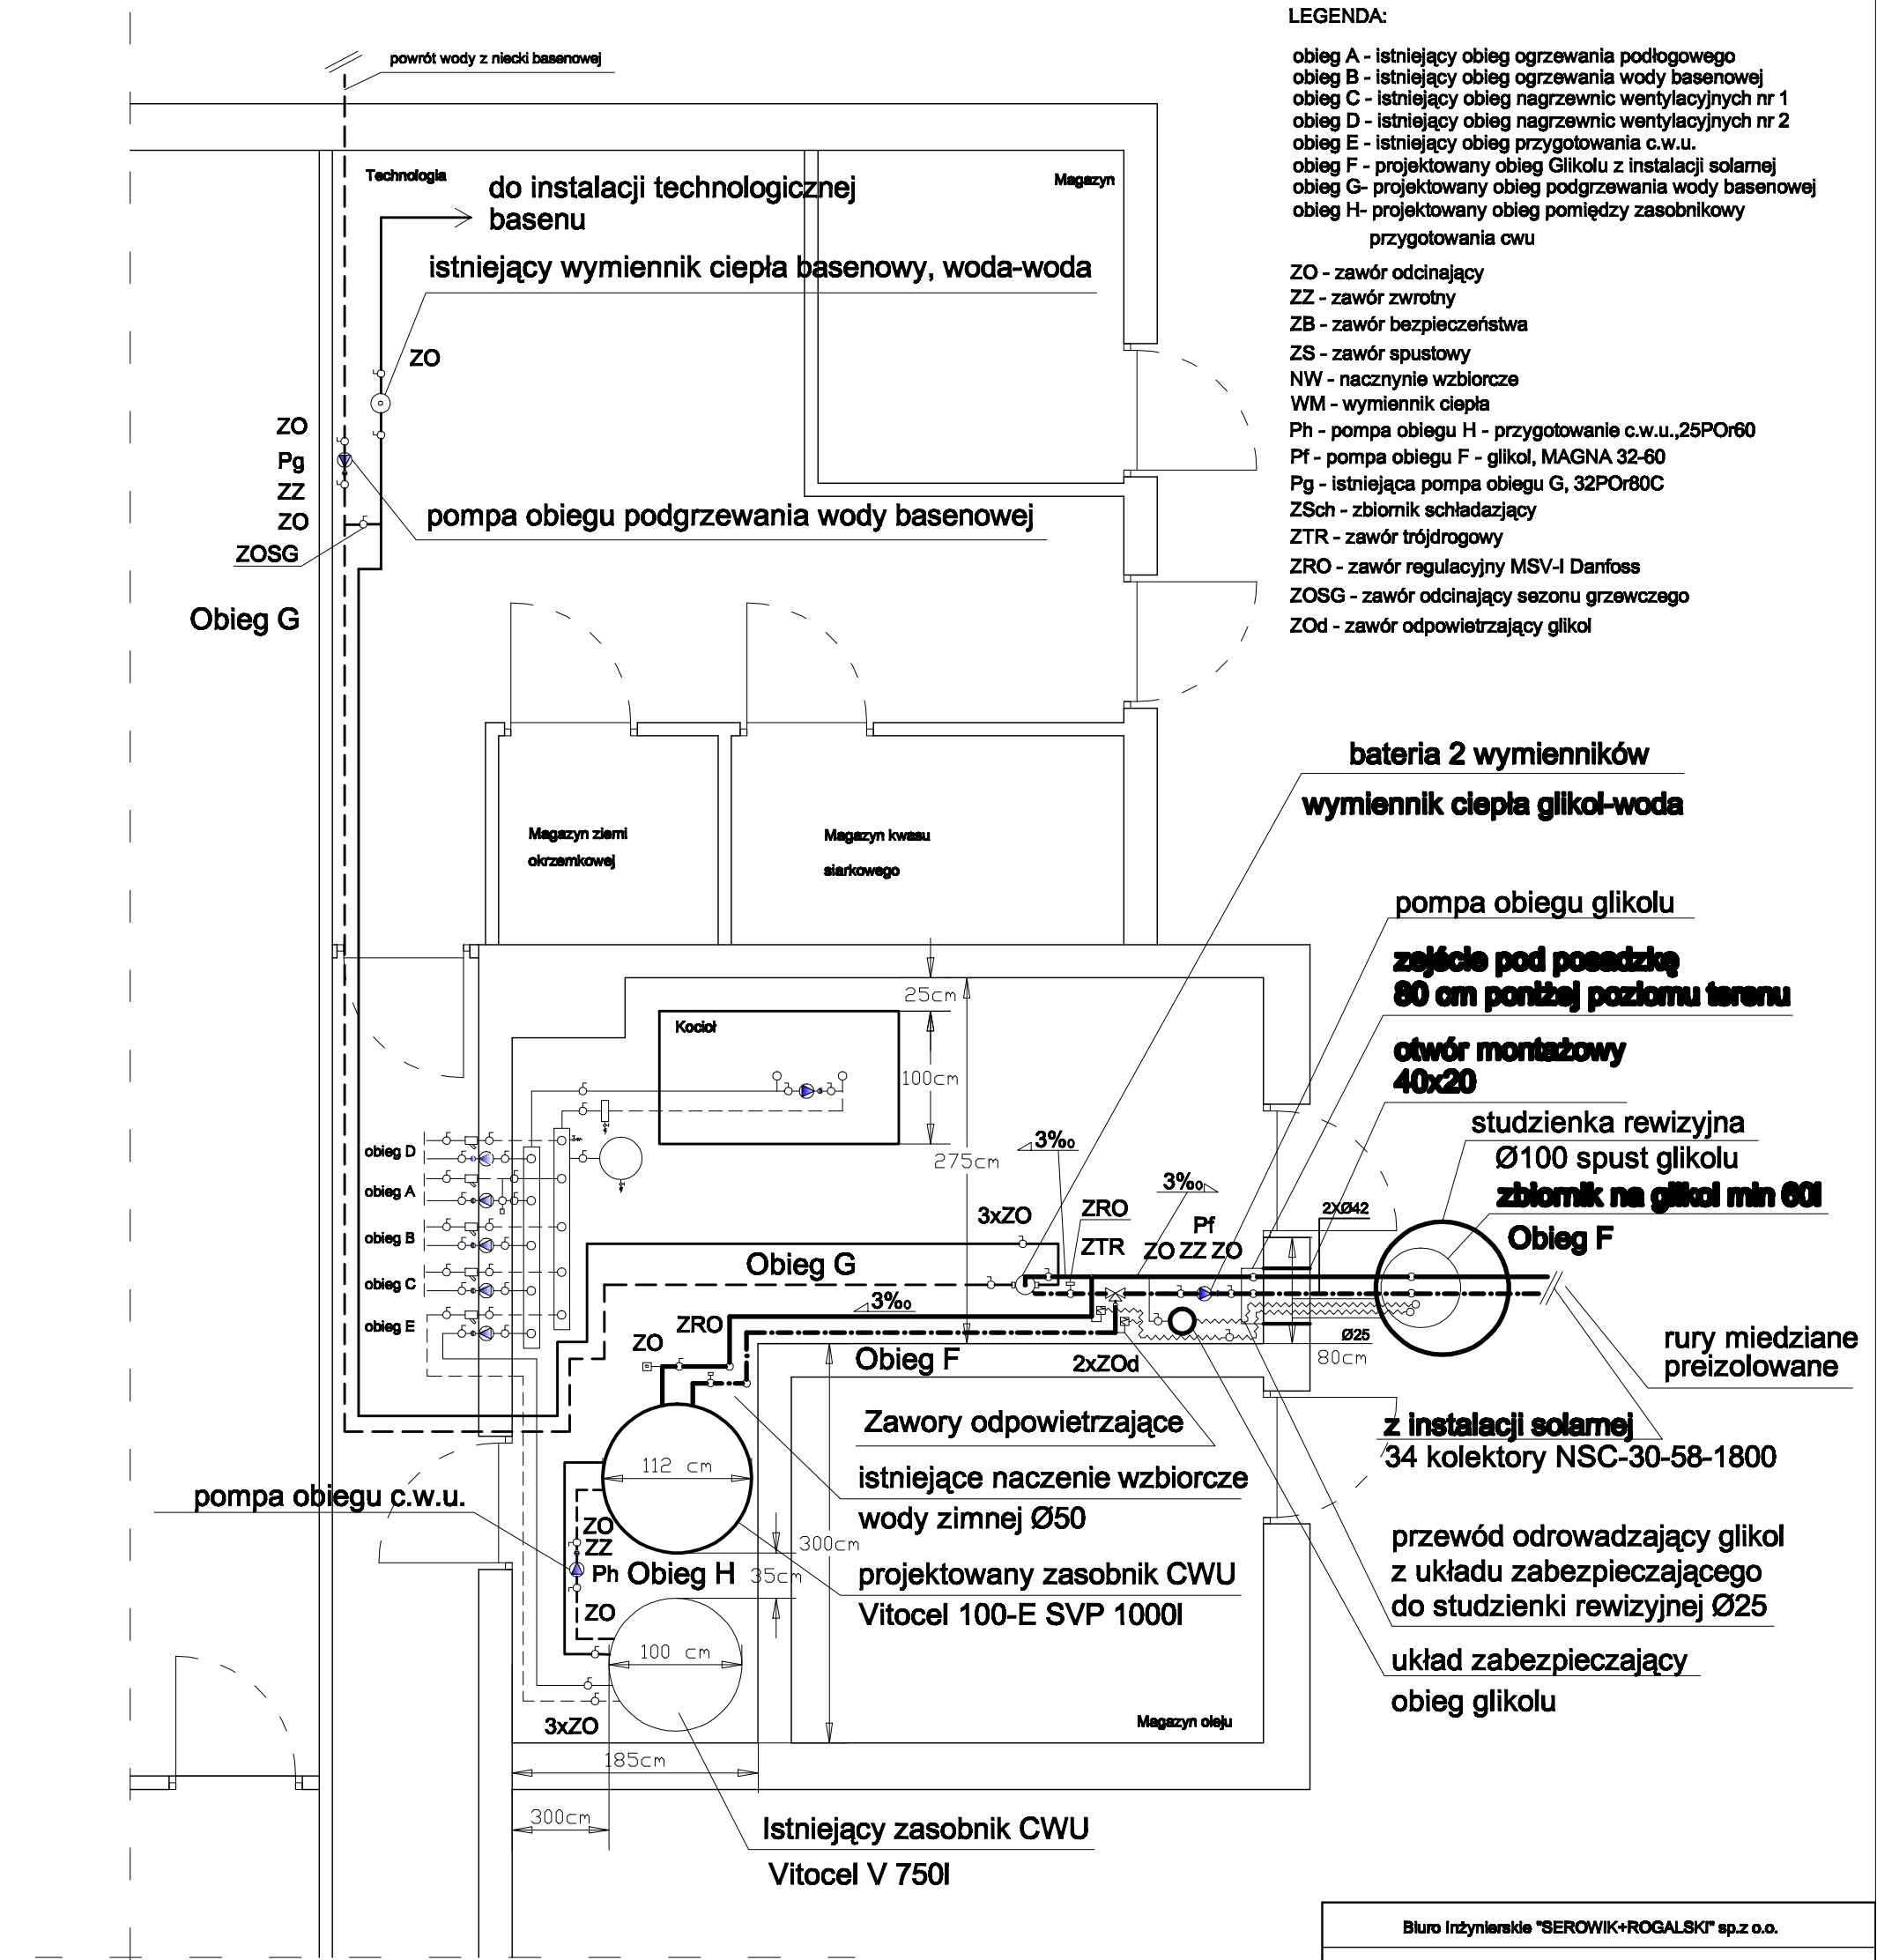 LEGENDA:
obieg A - istniejący obieg ogrzewania podłogowego
obieg B - istniejący obieg ogrzewania wody basenowej
obieg C - istniejący obieg nagrzewnic wentylacyjnych nr 1
obieg D - istniejący obieg nagrzewnic wentylacyjnych nr 2
obieg E - istniejący obieg przygotowania c.w.u.
obieg F - projektowany obieg Glikolu z instalacji solarnej
obieg G- projektowany obieg podgrzewania wody basenowej
obieg H- projektowany obieg pomiędzy zasobnikowy
przygotowania cwu
ZO - zawór odcinający
ZZ - zawór zwrotny
ZB - zawór bezpieczeństwa
ZS - zawór spustowy
NW - nacznynie wzbiorcze
WM - wymiennik ciepła
Ph - pompa obiegu H - przygotowanie c.w.u.,25POr60
Pf - pompa obiegu F - glikol, MAGNA 32-60
Pg - istniejąca pompa obiegu G, 32POr80C
ZSch - zbiornik schładazjący
ZTR - zawór trójdrogowy
ZRO - zawór regulacyjny MSV-I Danfoss
ZOSG - zawór odcinający sezonu grzewczego
ZOd - zawór odpowietrzający glikol
powrót wody z niecki basenowej
Technologia
do instalacji technologicznej
basenu
Magazyn
istniejący wymiennik ciepła basenowy, woda-woda
ZO
ZO
Pg
ZZ
ZO
ZOSG
pompa obiegu podgrzewania wody basenowej
Obieg G
bateria 2 wymienników
wymiennik ciepła glikol-woda
Magazyn ziemi
okrzemkowej
Magazyn kwasu
siarkowego
pompa obiegu glikolu
zejście pod posadzkę
80 cm poniżej poziomu terenu
otwór montażowy
40x20
25cm
Kocioł
100cm
275cm
studzienka rewizyjna
Ø100 spust glikolu
zbiornik na glikol min 60l
Obieg F
obieg D
obieg A
obieg B
obieg C
obieg E
3‰
3‰
3xZO
ZRO
ZTR
Pf
ZO ZZ ZO
2XØ42
Obieg G
3‰
ZRO
ZO
Obieg F
2xZOd
Ø25
80cm
rury miedziane
preizolowane
Zawory odpowietrzające
z instalacji solarnej
34 kolektory NSC-30-58-1800
112 cm
istniejące naczenie wzbiorcze
wody zimnej Ø50
pompa obiegu c.w.u.
ZO
ZZ
Ph Obieg H
ZO
300cm
35cm
projektowany zasobnik CWU
Vitocel 100-E SVP 1000l
przewód odrowadzający glikol
z układu zabezpieczającego
do studzienki rewizyjnej Ø25
100 cm
układ zabezpieczający
obieg glikolu
3xZO
Magazyn oleju
185cm
300cm
Istniejący zasobnik CWU
Vitocel V 750l
Biuro Inżynierskie "SEROWIK+ROGALSKI" sp.z o.o.